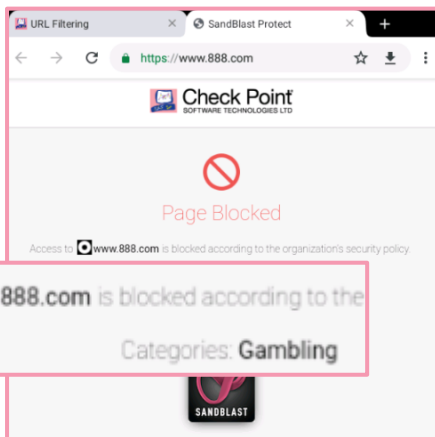 URL Filtering
SandBlast Protect
https://www.888.com
Check Point
SOFTWARE TECHNOLOGIES LTD
Page Blocked
Access to www.888.com is blocked according to the organization's security policy.
888.com is blocked according to the
Categories: Gambling
SANDBLAST